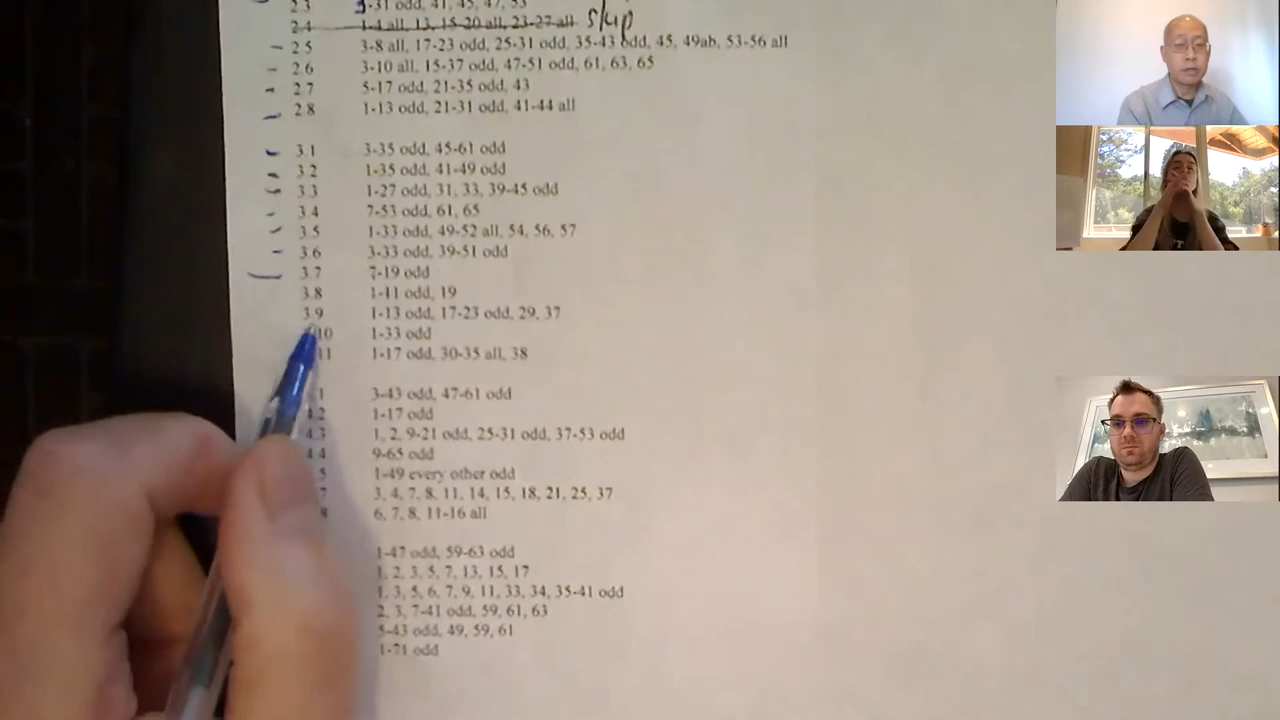 2.3 3-31 odd, 41, 45, 47, 53
2.4 1-4 all, 13, 15-20 all, 23-27 all skip
2.5 3-8 all, 17-23 odd, 25-31 odd, 35-43 odd, 45, 49ab, 53-56 all
2.6 3-10 all, 15-37 odd, 47-51 odd, 61, 63, 65
2.7 5-17 odd, 21-35 odd, 43
2.8 1-13 odd, 21-31 odd, 41-44 all
3.1 3-35 odd, 45-61 odd
3.2 1-35 odd, 41-49 odd
3.3 1-27 odd, 31, 33, 39-45 odd
3.4 7-53 odd, 61, 65
3.5 1-33 odd, 49-52 all, 54, 56, 57
3.6 3-33 odd, 39-51 odd
3.7 7-19 odd
3.8 1-11 odd, 19
3.9 1-13 odd, 17-23 odd, 29, 37
10 1-33 odd
11 1-17 odd, 30-35 all, 38
1 3-43 odd, 47-61 odd
4.2 1-17 odd
4.3 1, 2, 9-21 odd, 25-31 odd, 37-53 odd
4.4 9-65 odd
5 1-49 every other odd
7 3, 4, 7, 8, 11, 14, 15, 18, 21, 25, 37
8 6, 7, 8, 11-16 all
1-47 odd, 59-63 odd
1, 2, 3, 5, 7, 13, 15, 17
1, 3, 5, 6, 7, 9, 11, 33, 34, 35-41 odd
2, 3, 7-41 odd, 59, 61, 63
5-43 odd, 49, 59, 61
1-71 odd